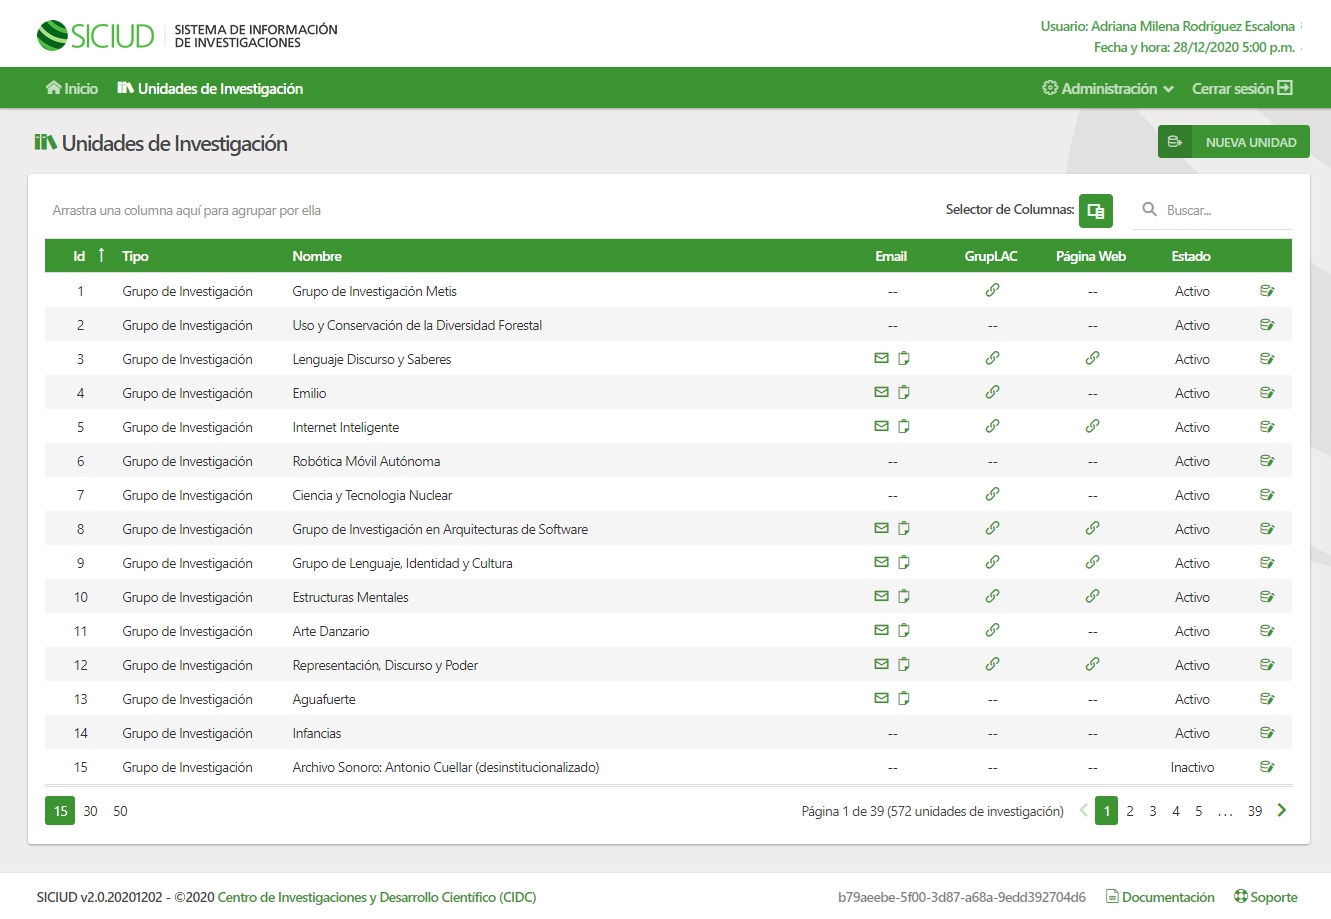 SICIUD SISTEMA DE INFORMACIÓN
DE INVESTIGACIONES
Usuario: Adriana Milena Rodríguez Escalona
Fecha y hora: 28/12/2020 5:00 p.m.
Inicio Unidades de Investigación Administración Cerrar sesión
Unidades de Investigación NUEVA UNIDAD
Arrastra una columna aquí para agrupar por ella Selector de Columnas: Buscar...
Id ↑ Tipo Nombre Email GrupLAC Página Web Estado
1 Grupo de Investigación Grupo de Investigación Metis -- -- Activo
2 Grupo de Investigación Uso y Conservación de la Diversidad Forestal -- -- -- Activo
3 Grupo de Investigación Lenguaje Discurso y Saberes Activo
4 Grupo de Investigación Emilio -- Activo
5 Grupo de Investigación Internet Inteligente Activo
6 Grupo de Investigación Robótica Móvil Autónoma -- -- -- Activo
7 Grupo de Investigación Ciencia y Tecnologia Nuclear -- -- Activo
8 Grupo de Investigación Grupo de Investigación en Arquitecturas de Software Activo
9 Grupo de Investigación Grupo de Lenguaje, Identidad y Cultura Activo
10 Grupo de Investigación Estructuras Mentales Activo
11 Grupo de Investigación Arte Danzario -- Activo
12 Grupo de Investigación Representación, Discurso y Poder Activo
13 Grupo de Investigación Aguafuerte -- -- Activo
14 Grupo de Investigación Infancias -- -- -- Activo
15 Grupo de Investigación Archivo Sonoro: Antonio Cuellar (desinstitucionalizado) -- -- -- Inactivo
15 30 50 Página 1 de 39 (572 unidades de investigación) 1 2 3 4 5 ... 39
SICIUD v2.0.20201202 - ©2020 Centro de Investigaciones y Desarrollo Científico (CIDC) b79aeebe-5f00-3d87-a68a-9edd392704d6 Documentación Soporte